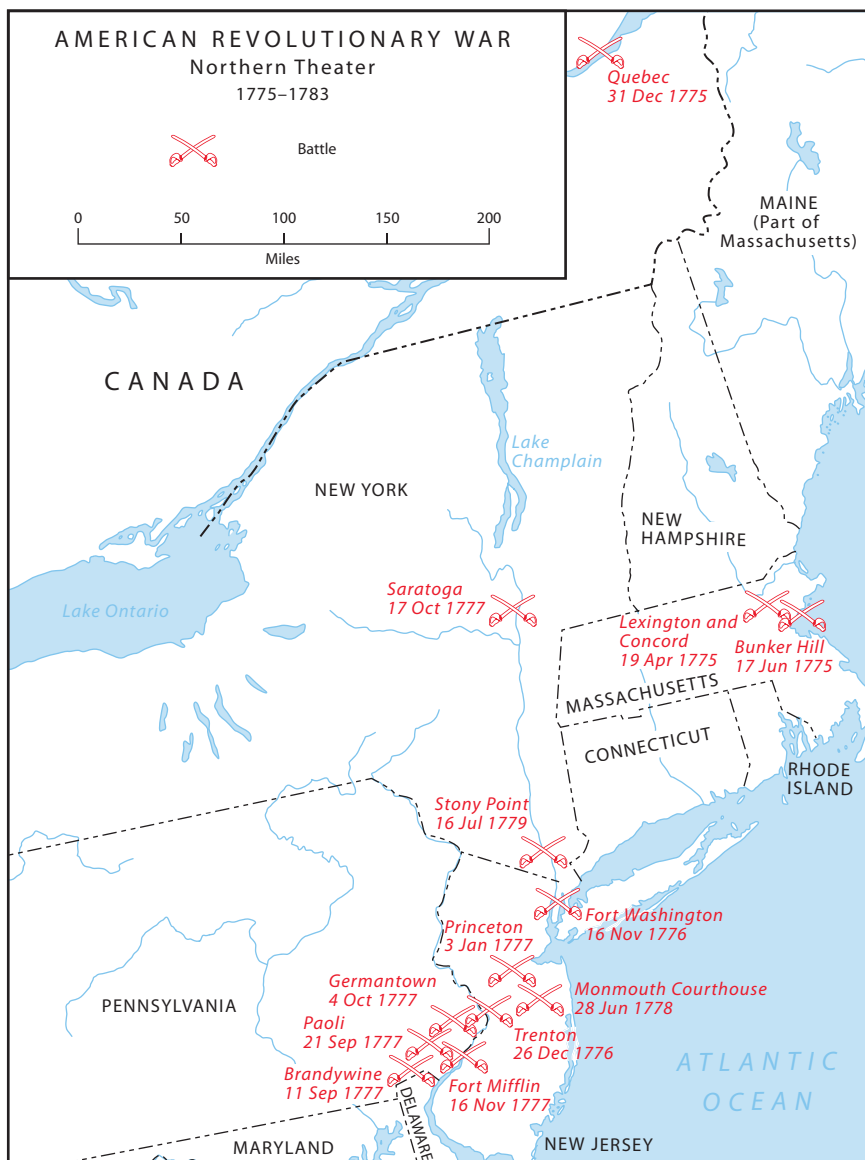 AMERICAN REVOLUTIONARY WAR
Northern Theater
1775–1783
Battle
0 50 100 150 200
Miles
Quebec
31 Dec 1775
MAINE
(Part of
Massachusetts)
CANADA
Lake
Champlain
NEW YORK
NEW
HAMPSHIRE
Lake Ontario
Saratoga
17 Oct 1777
Lexington and
Concord
19 Apr 1775
Bunker Hill
17 Jun 1775
MASSACHUSETTS
CONNECTICUT
RHODE
ISLAND
Stony Point
16 Jul 1779
Fort Washington
16 Nov 1776
Princeton
3 Jan 1777
Germantown
4 Oct 1777
Monmouth Courthouse
28 Jun 1778
PENNSYLVANIA
Paoli
21 Sep 1777
Trenton
26 Dec 1776
Brandywine
11 Sep 1777
Fort Mifflin
16 Nov 1777
ATLANTIC
OCEAN
DELAWARE
MARYLAND
NEW JERSEY